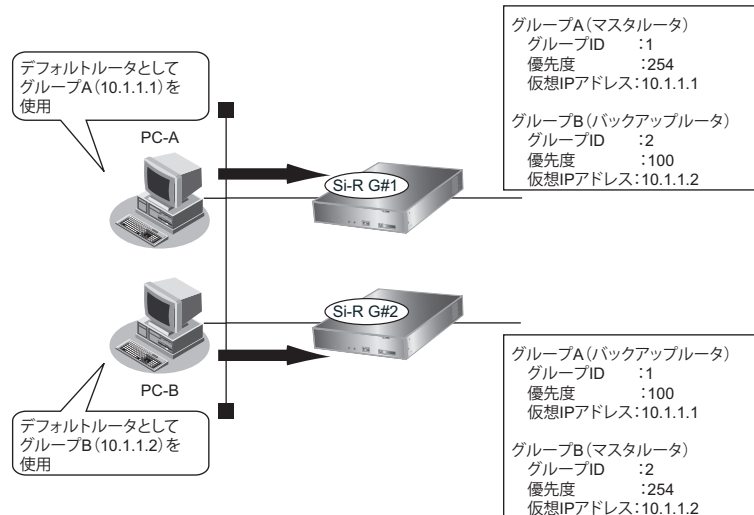 グループA(マスタルータ)
グループID :1
優先度 :254
仮想IPアドレス:10.1.1.1
グループB(バックアップルータ)
グループID :2
優先度 :100
仮想IPアドレス:10.1.1.2
デフォルトルータとして
グループA(10.1.1.1)を
使用
PC-A
Si-R G#1
Si-R G#2
PC-B
デフォルトルータとして
グループB(10.1.1.2)を
使用
グループA(バックアップルータ)
グループID :1
優先度 :100
仮想IPアドレス:10.1.1.1
グループB(マスタルータ)
グループID :2
優先度 :254
仮想IPアドレス:10.1.1.2